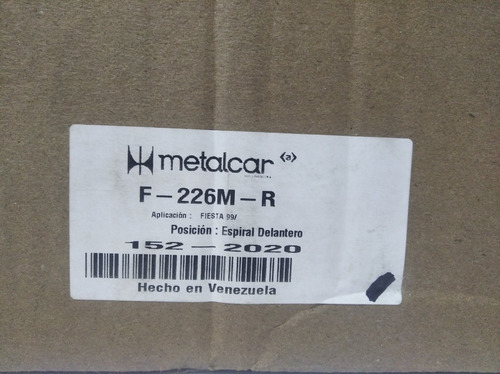 metalcar (a)
F-226M-R
Aplicación : FIESTA 99/
Posición : Espiral Delantero
152-2020
Hecho en Venezuela